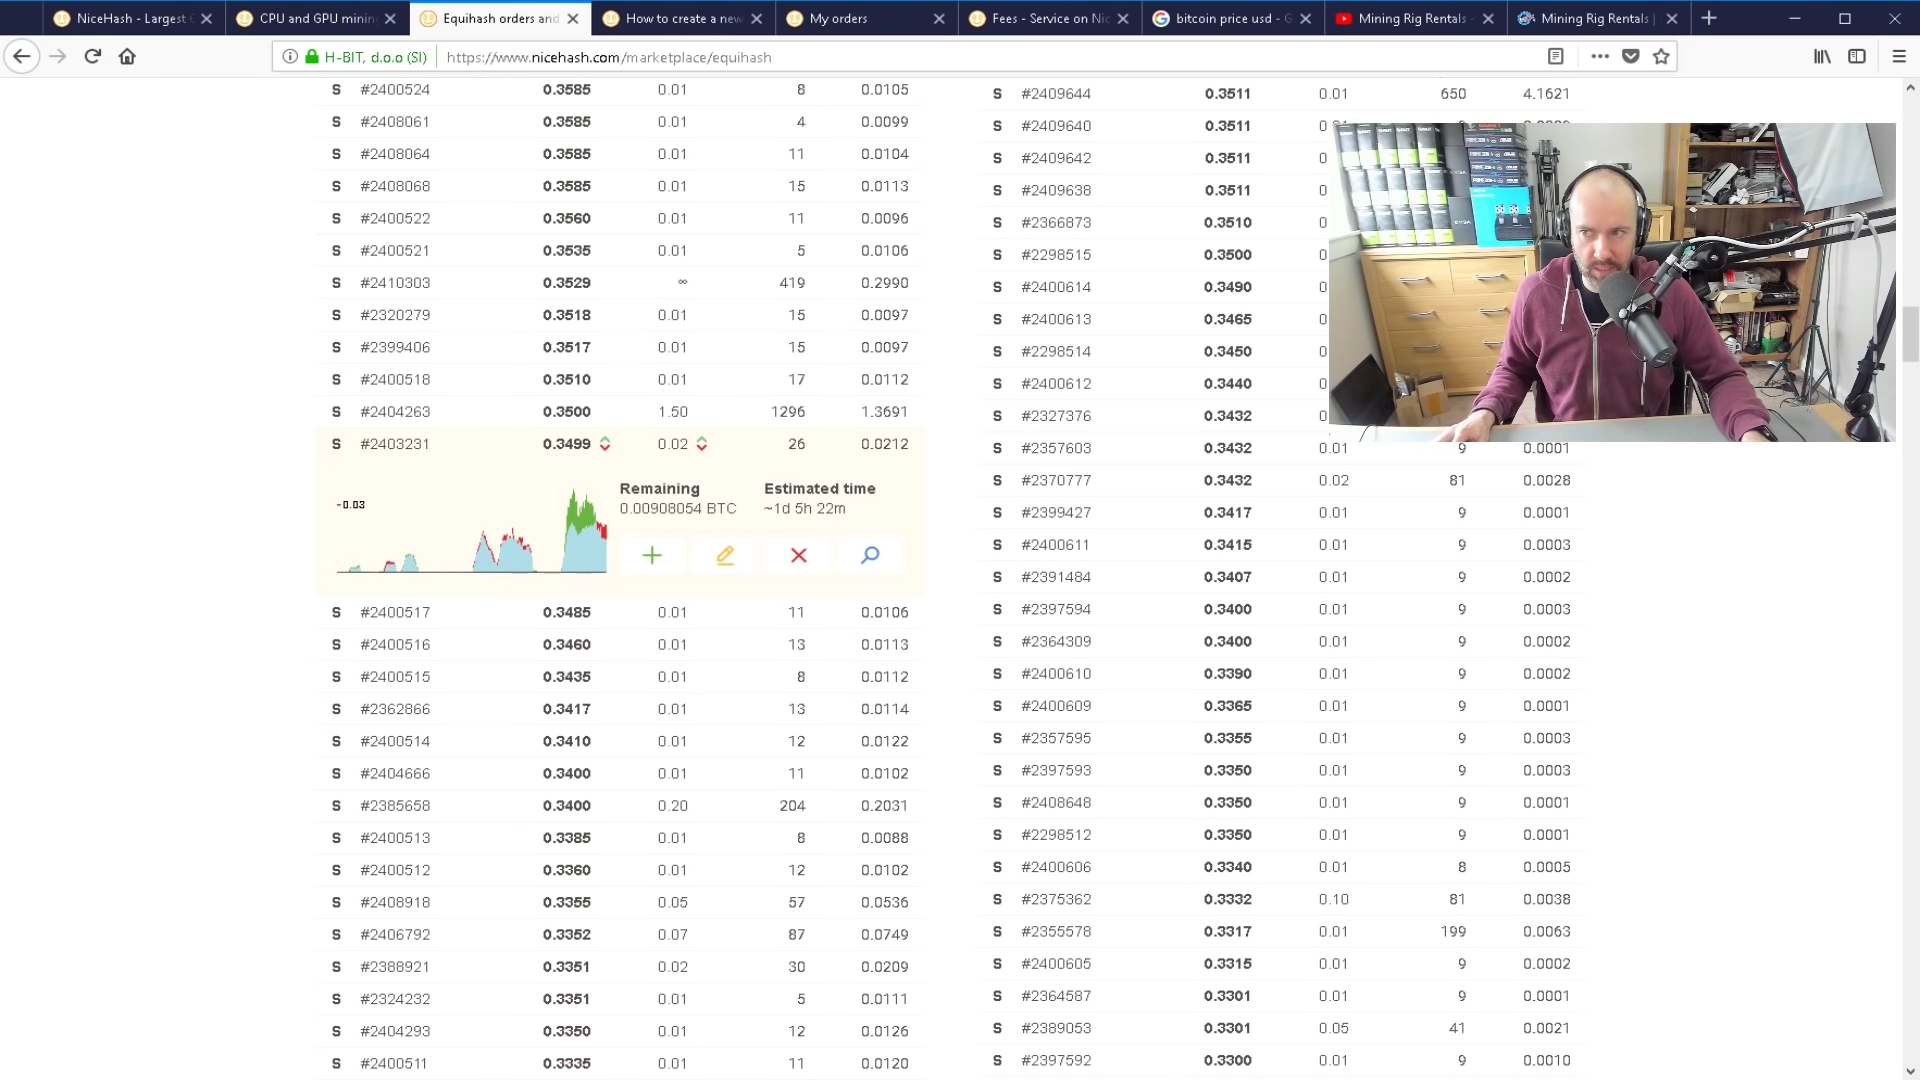 NiceHash - Largest C
CPU and GPU minin
Equihash orders and
How to create a new
My orders
Fees - Service on Nic
bitcoin price usd - G
Mining Rig Rentals -
Mining Rig Rentals |
H-BIT, d.o.o (SI)
https://www.nicehash.com/marketplace/equihash
S #2400524 0.3585 0.01 8 0.0105
S #2408061 0.3585 0.01 4 0.0099
S #2408064 0.3585 0.01 11 0.0104
S #2408068 0.3585 0.01 15 0.0113
S #2400522 0.3560 0.01 11 0.0096
S #2400521 0.3535 0.01 5 0.0106
S #2410303 0.3529 ∞ 419 0.2990
S #2320279 0.3518 0.01 15 0.0097
S #2399406 0.3517 0.01 15 0.0097
S #2400518 0.3510 0.01 17 0.0112
S #2404263 0.3500 1.50 1296 1.3691
S #2403231 0.3499 0.02 26 0.0212
-0.03
Remaining
0.00908054 BTC
Estimated time
~1d 5h 22m
S #2400517 0.3485 0.01 11 0.0106
S #2400516 0.3460 0.01 13 0.0113
S #2400515 0.3435 0.01 8 0.0112
S #2362866 0.3417 0.01 13 0.0114
S #2400514 0.3410 0.01 12 0.0122
S #2404666 0.3400 0.01 11 0.0102
S #2385658 0.3400 0.20 204 0.2031
S #2400513 0.3385 0.01 8 0.0088
S #2400512 0.3360 0.01 12 0.0102
S #2408918 0.3355 0.05 57 0.0536
S #2406792 0.3352 0.07 87 0.0749
S #2388921 0.3351 0.02 30 0.0209
S #2324232 0.3351 0.01 5 0.0111
S #2404293 0.3350 0.01 12 0.0126
S #2400511 0.3335 0.01 11 0.0120
S #2409644 0.3511 0.01 650 4.1621
S #2409640 0.3511
S #2409642 0.3511 0
S #2409638 0.3511 0
S #2366873 0.3510 0
S #2298515 0.3500 0
S #2400614 0.3490 0
S #2400613 0.3465 0
S #2298514 0.3450 0
S #2400612 0.3440 0
S #2327376 0.3432 0
S #2357603 0.3432 0.01 9 0.0001
S #2370777 0.3432 0.02 81 0.0028
S #2399427 0.3417 0.01 9 0.0001
S #2400611 0.3415 0.01 9 0.0003
S #2391484 0.3407 0.01 9 0.0002
S #2397594 0.3400 0.01 9 0.0003
S #2364309 0.3400 0.01 9 0.0002
S #2400610 0.3390 0.01 9 0.0002
S #2400609 0.3365 0.01 9 0.0001
S #2357595 0.3355 0.01 9 0.0003
S #2397593 0.3350 0.01 9 0.0003
S #2408648 0.3350 0.01 9 0.0001
S #2298512 0.3350 0.01 9 0.0001
S #2400606 0.3340 0.01 8 0.0005
S #2375362 0.3332 0.10 81 0.0038
S #2355578 0.3317 0.01 199 0.0063
S #2400605 0.3315 0.01 9 0.0002
S #2364587 0.3301 0.01 9 0.0001
S #2389053 0.3301 0.05 41 0.0021
S #2397592 0.3300 0.01 9 0.0010